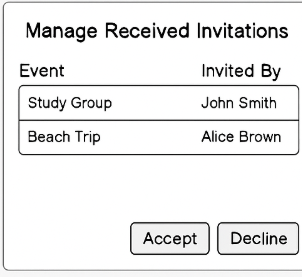 Manage Received Invitations
Event Invited By
Study Group John Smith
Beach Trip Alice Brown
Accept Decline